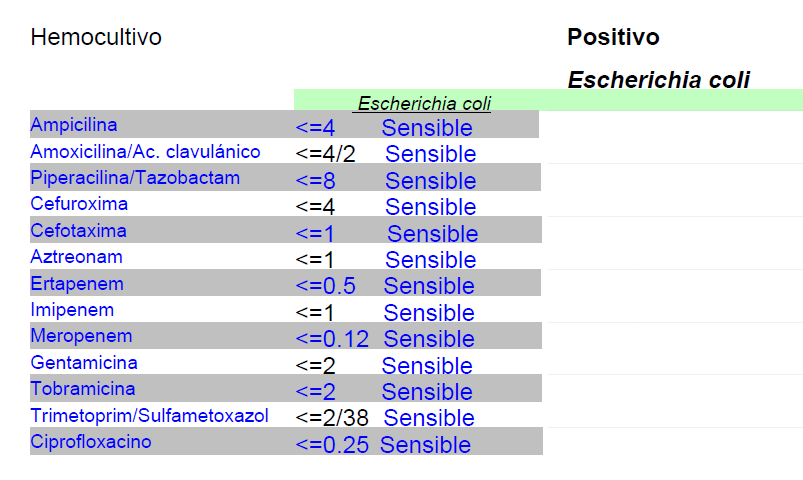 Hemocultivo Positivo
Escherichia coli
Escherichia coli
Ampicilina <=4 Sensible
Amoxicilina/Ac. clavulánico <=4/2 Sensible
Piperacilina/Tazobactam <=8 Sensible
Cefuroxima <=4 Sensible
Cefotaxima <=1 Sensible
Aztreonam <=1 Sensible
Ertapenem <=0.5 Sensible
Imipenem <=1 Sensible
Meropenem <=0.12 Sensible
Gentamicina <=2 Sensible
Tobramicina <=2 Sensible
Trimetoprim/Sulfametoxazol <=2/38 Sensible
Ciprofloxacino <=0.25 Sensible